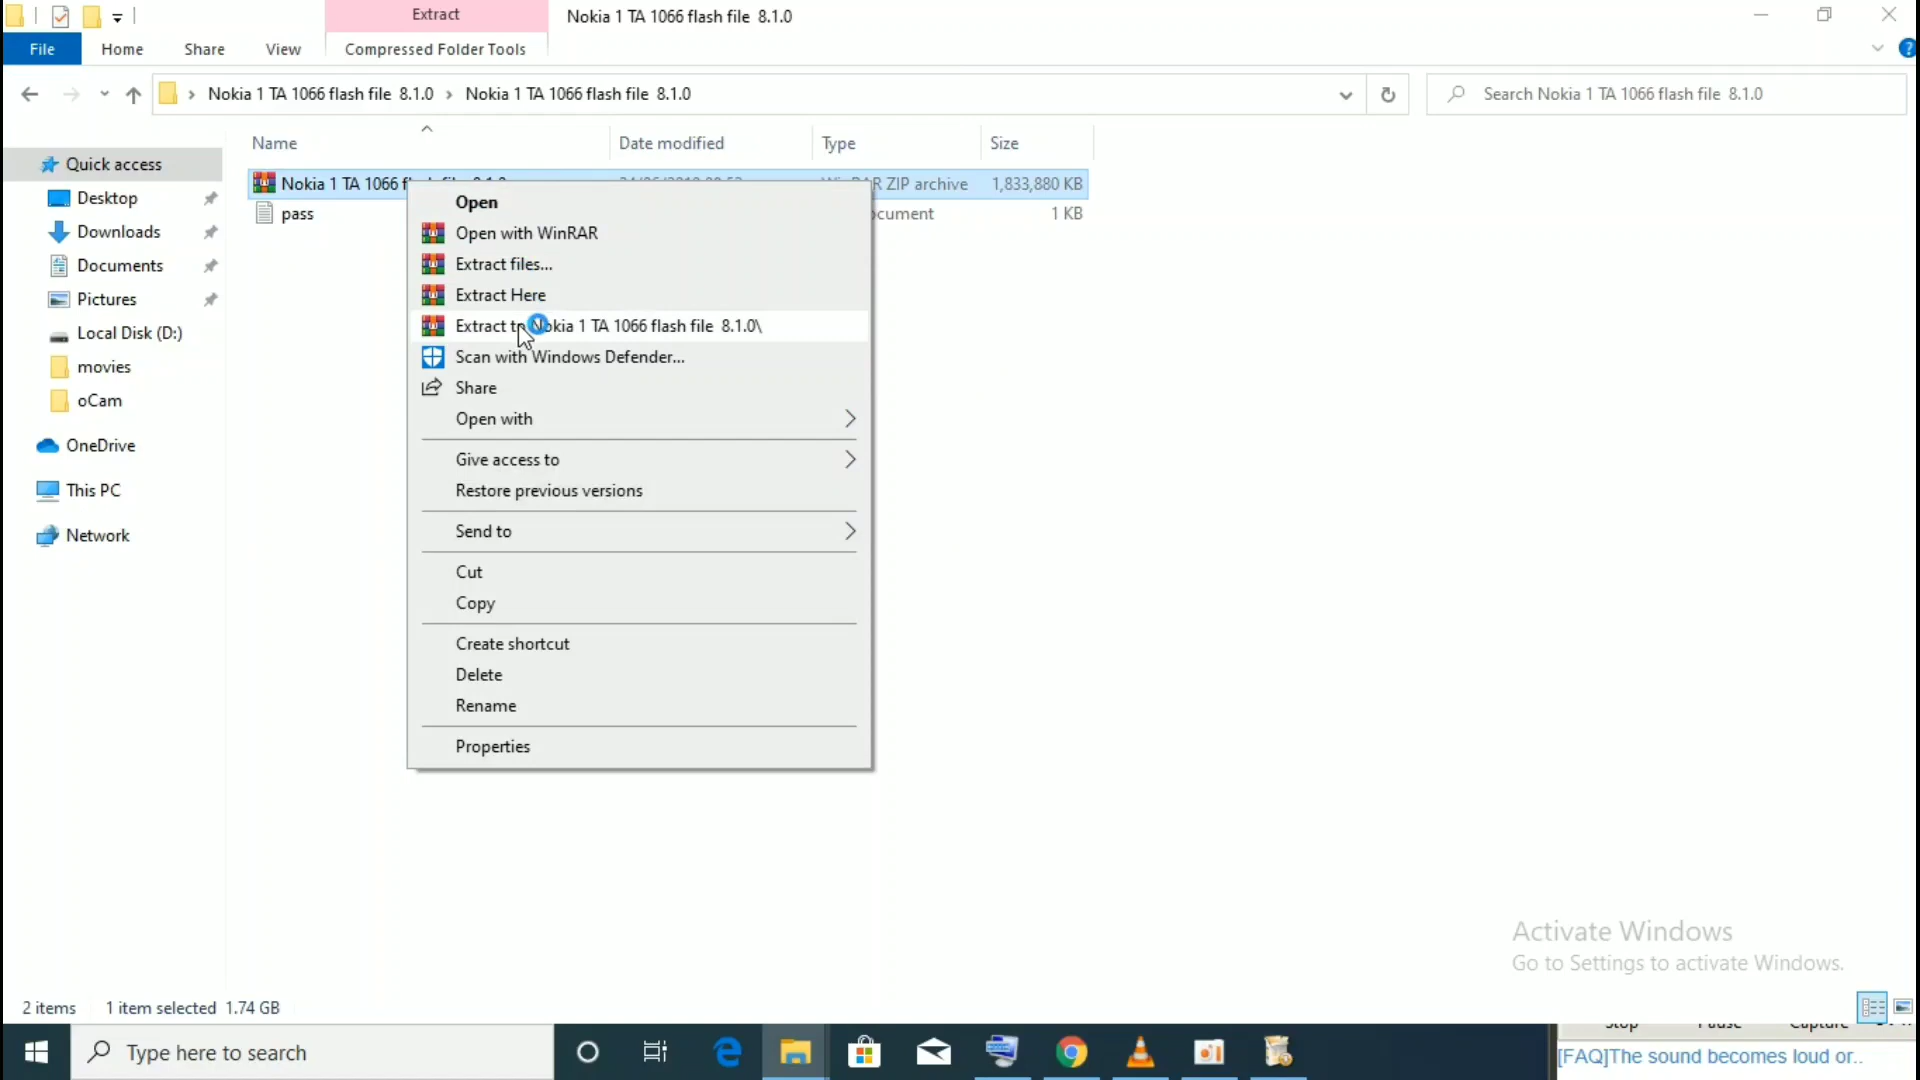 Extract
Nokia 1 TA 1066 flash file 8.1.0
File
Home
Share
View
Compressed Folder Tools
Nokia 1 TA 1066 flash file 8.1.0
Nokia 1 TA 1066 flash file 8.1.0
Search Nokia 1 TA 1066 flash file 8.1.0
Name
Date modified
Type
Size
Nokia 1 TA 1066
ZIP archive
1,833,880 KB
pass
1 KB
Quick access
Desktop
Downloads
Documents
Pictures
Local Disk (D:)
movies
oCam
OneDrive
This PC
Network
Open
Open with WinRAR
Extract files...
Extract Here
Extract to Nokia 1 TA 1066 flash file 8.1.0\
Scan with Windows Defender...
Share
Open with
Give access to
Restore previous versions
Send to
Cut
Copy
Create shortcut
Delete
Rename
Properties
Activate Windows
Go to Settings to activate Windows.
2 items
1 item selected 1.74 GB
Type here to search
[FAQ]The sound becomes loud or..